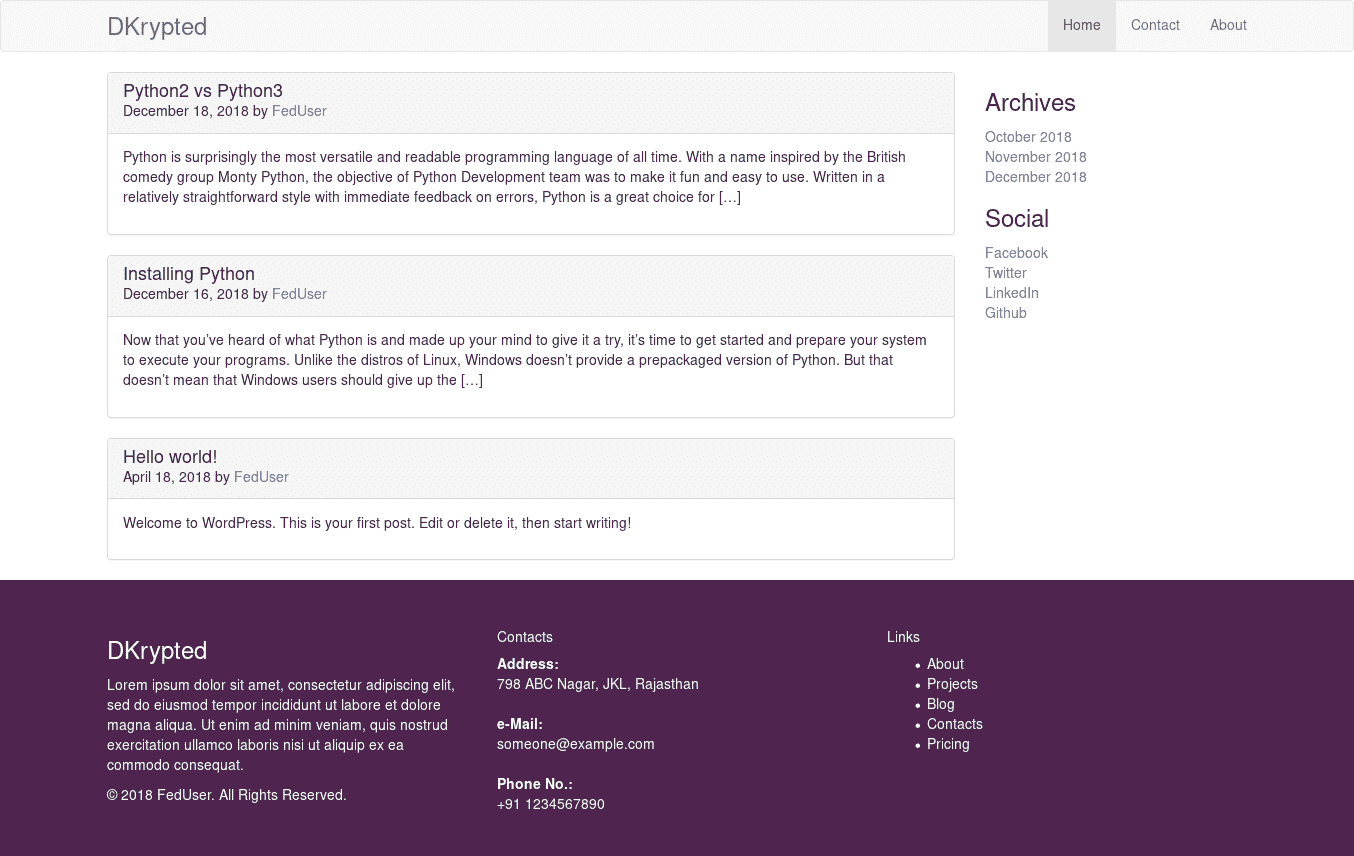 DKrypted
Home
Contact
About
Python2 vs Python3
December 18, 2018 by FedUser
Python is surprisingly the most versatile and readable programming language of all time. With a name inspired by the British
comedy group Monty Python, the objective of Python Development team was to make it fun and easy to use. Written in a
relatively straightforward style with immediate feedback on errors, Python is a great choice for […]
Installing Python
December 16, 2018 by FedUser
Now that you’ve heard of what Python is and made up your mind to give it a try, it’s time to get started and prepare your system
to execute your programs. Unlike the distros of Linux, Windows doesn’t provide a prepackaged version of Python. But that
doesn’t mean that Windows users should give up the […]
Hello world!
April 18, 2018 by FedUser
Welcome to WordPress. This is your first post. Edit or delete it, then start writing!
Archives
October 2018
November 2018
December 2018
Social
Facebook
Twitter
LinkedIn
Github
DKrypted
Lorem ipsum dolor sit amet, consectetur adipiscing elit,
sed do eiusmod tempor incididunt ut labore et dolore
magna aliqua. Ut enim ad minim veniam, quis nostrud
exercitation ullamco laboris nisi ut aliquip ex ea
commodo consequat.
© 2018 FedUser. All Rights Reserved.
Contacts
Address:
798 ABC Nagar, JKL, Rajasthan
e-Mail:
someone@example.com
Phone No.:
+91 1234567890
Links
• About
• Projects
• Blog
• Contacts
• Pricing